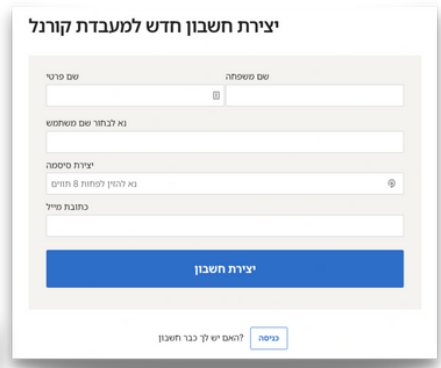 יצירת חשבון חדש למעבדת קורנל
שם פרטי
שם משפחה
נא לבחור שם משתמש
יצירת סיסמה
נא להזין לפחות 8 תווים
כתובת מייל
יצירת חשבון
האם יש לך כבר חשבון?
כניסה